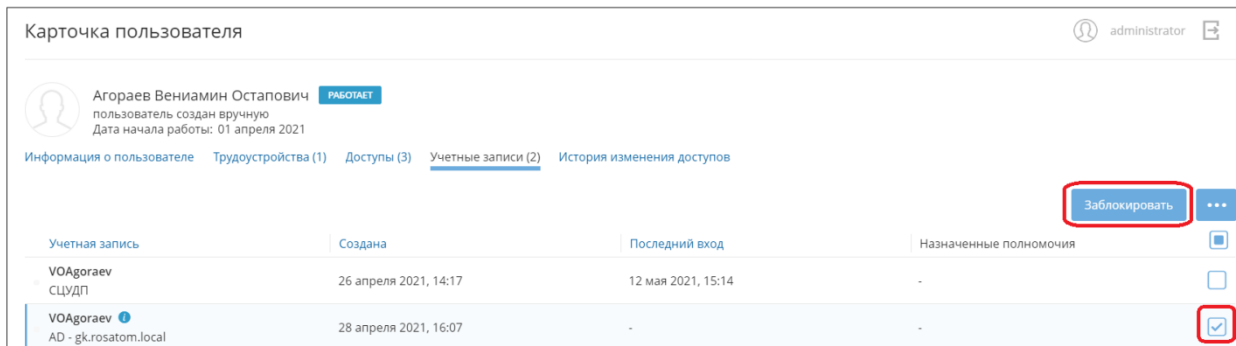 Карточка пользователя
administrator
Агораев Вениамин Остапович РАБОТАЕТ
пользователь создан вручную
Дата начала работы: 01 апреля 2021
Информация о пользователе Трудоустройства (1) Доступы (3) Учетные записи (2) История изменения доступов
Заблокировать ...
Учетная запись Создана Последний вход Назначенные полномочия
VOAgoraev
СЦУДП
26 апреля 2021, 14:17 12 мая 2021, 15:14 -
VOAgoraev i
AD - gk.rosatom.local
28 апреля 2021, 16:07 - -